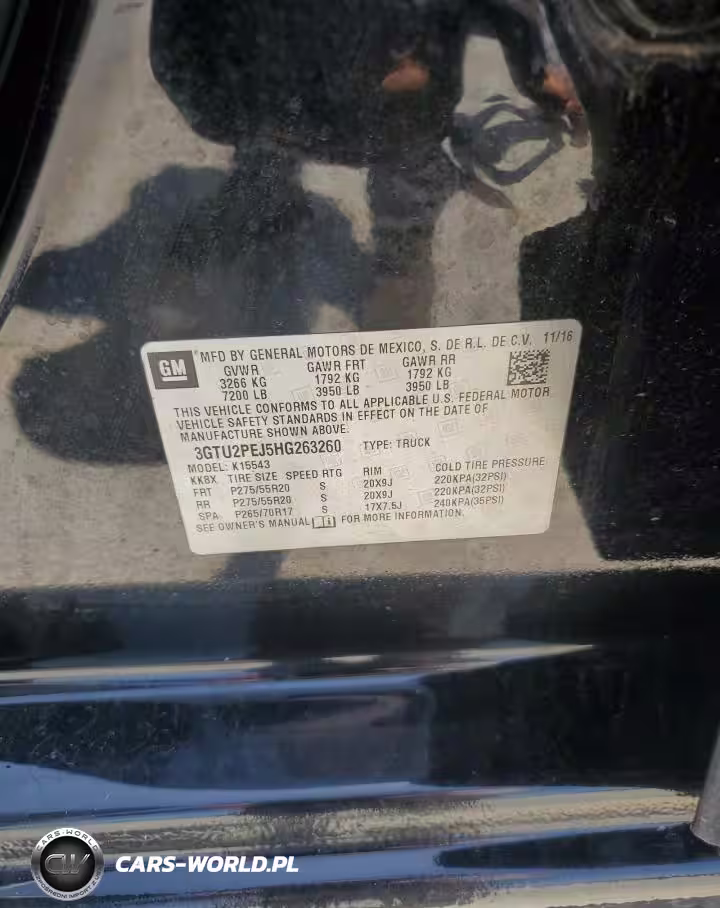 GM
MFD BY GENERAL MOTORS DE MEXICO, S. DE R.L. DE C.V. 11/16
GVWR GAWR FRT GAWR RR
3266 KG 1792 KG 1792 KG
7200 LB 3950 LB 3950 LB
THIS VEHICLE CONFORMS TO ALL APPLICABLE U.S. FEDERAL MOTOR
VEHICLE SAFETY STANDARDS IN EFFECT ON THE DATE OF
MANUFACTURE SHOWN ABOVE.
3GTU2PEJ5HG263260 TYPE: TRUCK
MODEL: K15543
KK8X TIRE SIZE SPEED RTG RIM COLD TIRE PRESSURE
FRT P275/55R20 S 20X9J 220KPA(32PSI)
RR P275/55R20 S 20X9J 220KPA(32PSI)
SPA P265/70R17 S 17X7.5J 240KPA(35PSI)
SEE OWNER'S MANUAL FOR MORE INFORMATION.
CARS-WORLD
CW
CARS-WORLD.PL